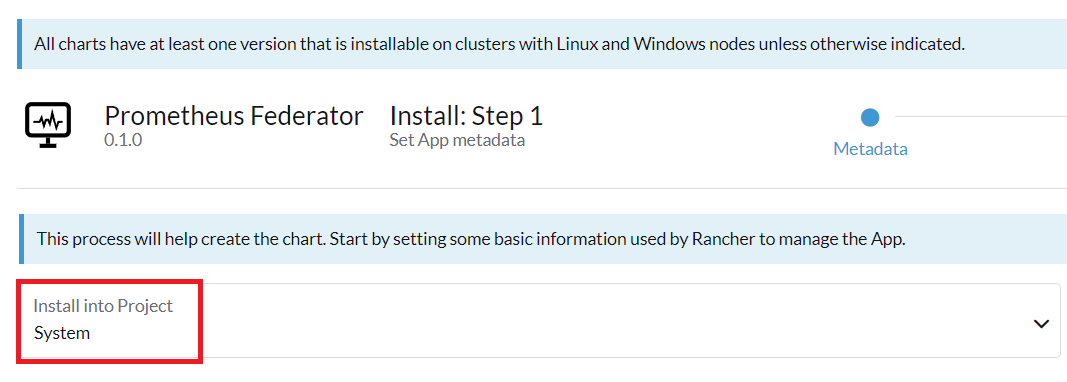 All charts have at least one version that is installable on clusters with Linux and Windows nodes unless otherwise indicated.
Prometheus Federator
0.1.0
Install: Step 1
Set App metadata
Metadata
This process will help create the chart. Start by setting some basic information used by Rancher to manage the App.
Install into Project
System